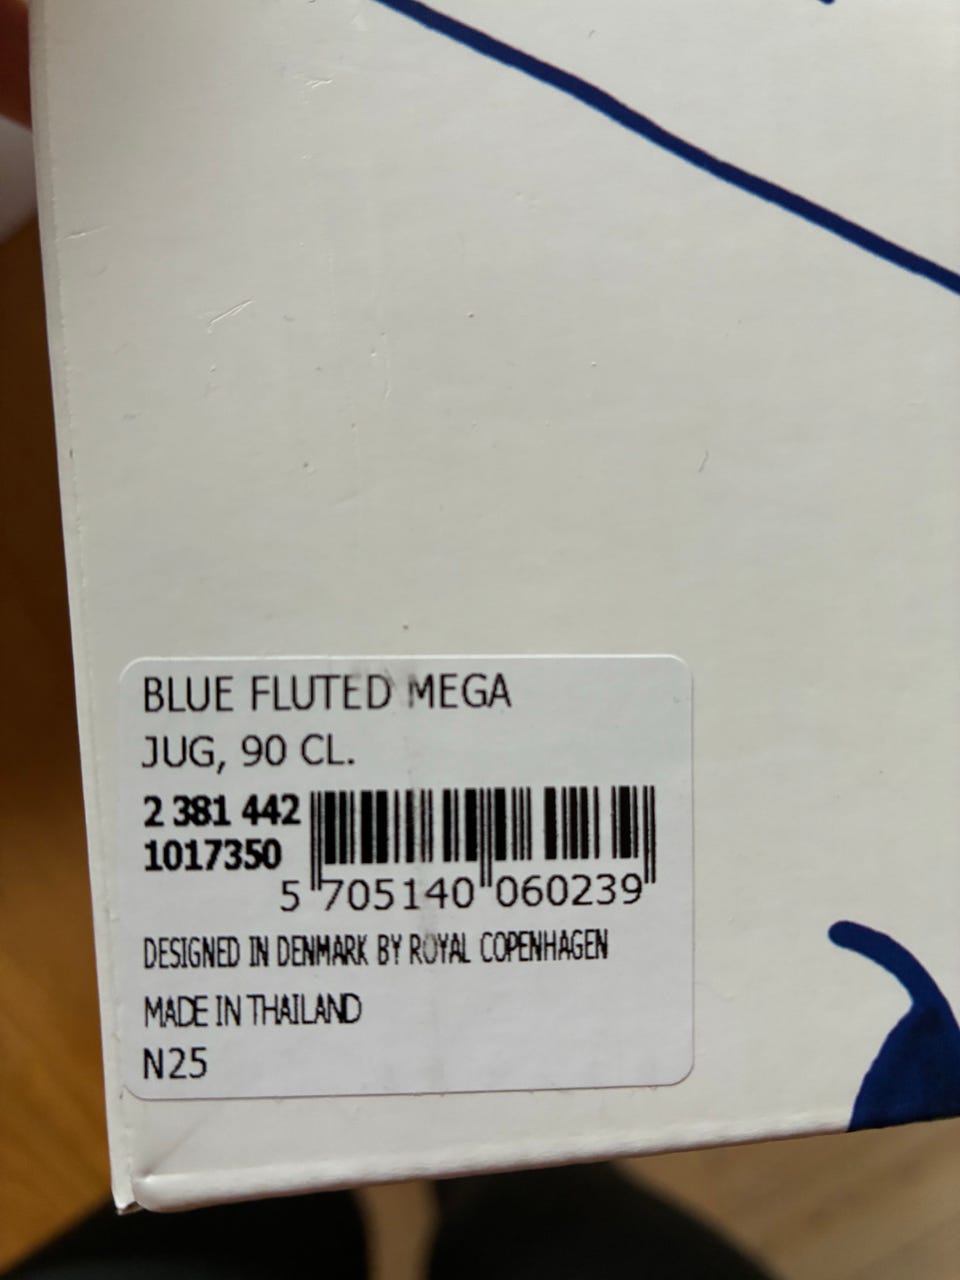 BLUE FLUTED MEGA
JUG, 90 CL.
2 381 442
1017350
5 705140 060239
DESIGNED IN DENMARK BY ROYAL COPENHAGEN
MADE IN THAILAND
N25